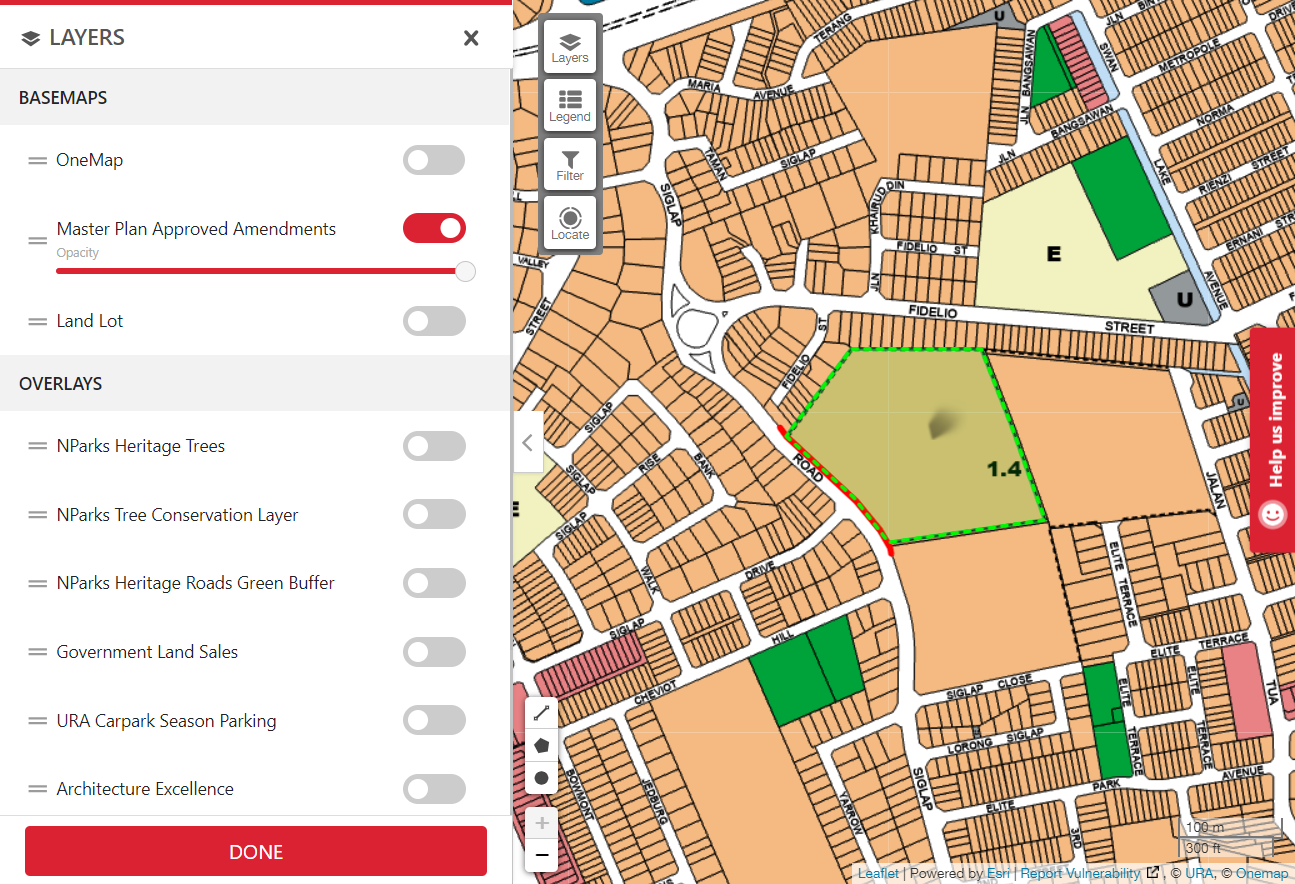 LAYERS
BASEMAPS
OneMap
Master Plan Approved Amendments
Opacity
Land Lot
OVERLAYS
NParks Heritage Trees
NParks Tree Conservation Layer
NParks Heritage Roads Green Buffer
Government Land Sales
URA Carpark Season Parking
Architecture Excellence
DONE
Layers
Legend
Filter
Locate
TERANG
U
JLN BANGSAWAN
SWAN
METROPOLE
DRIVE
MARIA AVENUE
NORMA
JLN BANGSAWAN
TAMAN
SIGLAP
LAKE
RIENZI STREET
SIGLAP
KHAIRUDDIN
JLN
ERNANI STR
FIDELIO ST
E
VALLEY
AVENUE
U
STREET
FIDELIO STREET
FIDELIO ST
U
SIGLAP
RISE
BANK
ROAD
1.4
SIGLAP
JALAN
E
SIGLAP
WALK
DRIVE
ELITE TERRACE
SIGLAP
HILL
TERRACE
ELITE
CHEVIOT
SIGLAP CLOSE
ELITE
ELITE
TUA
LORONG SIGLAP
TERRACE
TERRACE
BOWMONT
JEDBURG
YARROW
SIGLAP
PARK
AVENUE
ELITE
3RD
Help us improve
100 m
300 ft
Leaflet | Powered by Esri | Report Vulnerability , © URA, © Onemap